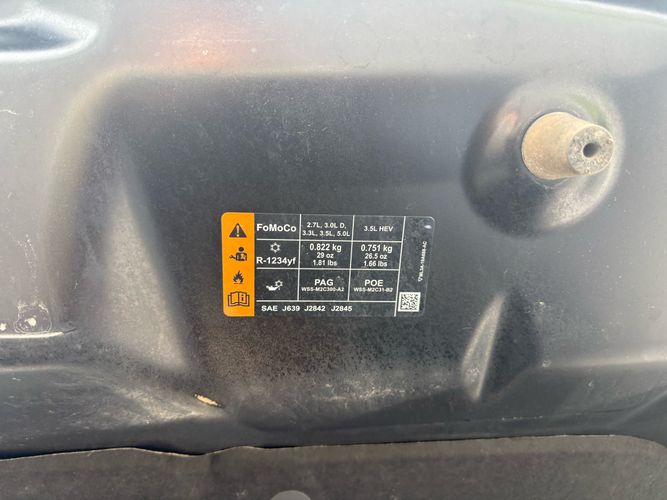 FoMoCo
2.7L, 3.0L D,
3.3L, 3.5L, 5.0L
3.5L HEV
R-1234yf
0.822 kg
29 oz
1.81 lbs
0.751 kg
26.5 oz
1.66 lbs
PAG
WSS-M2C300-A2
POE
WSS-M2C31-B2
SAE J639 J2842 J2845